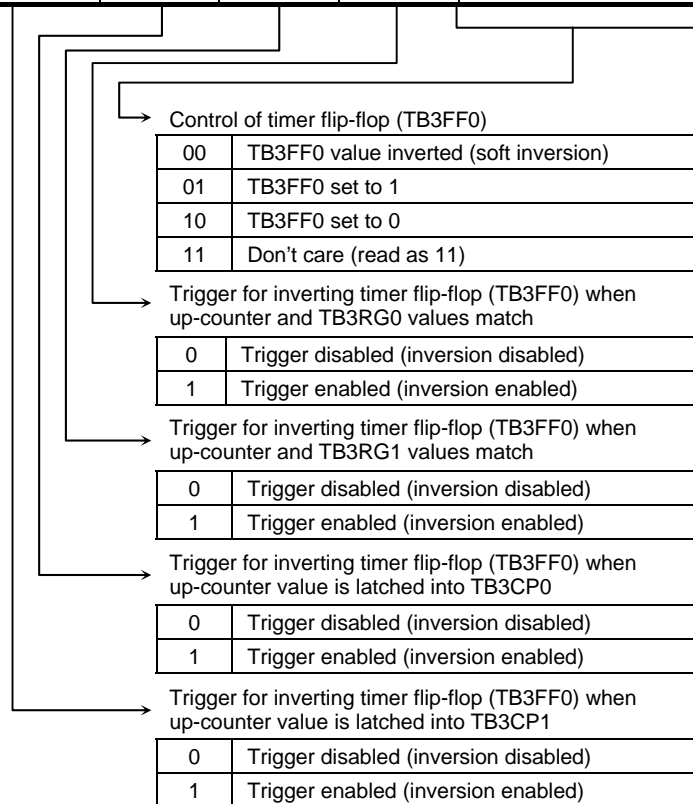 Control of timer flip-flop (TB3FF0)
00 TB3FF0 value inverted (soft inversion)
01 TB3FF0 set to 1
10 TB3FF0 set to 0
11 Don't care (read as 11)
Trigger for inverting timer flip-flop (TB3FF0) when
up-counter and TB3RG0 values match
0 Trigger disabled (inversion disabled)
1 Trigger enabled (inversion enabled)
Trigger for inverting timer flip-flop (TB3FF0) when
up-counter and TB3RG1 values match
0 Trigger disabled (inversion disabled)
1 Trigger enabled (inversion enabled)
Trigger for inverting timer flip-flop (TB3FF0) when
up-counter value is latched into TB3CP0
0 Trigger disabled (inversion disabled)
1 Trigger enabled (inversion enabled)
Trigger for inverting timer flip-flop (TB3FF0) when
up-counter value is latched into TB3CP1
0 Trigger disabled (inversion disabled)
1 Trigger enabled (inversion enabled)